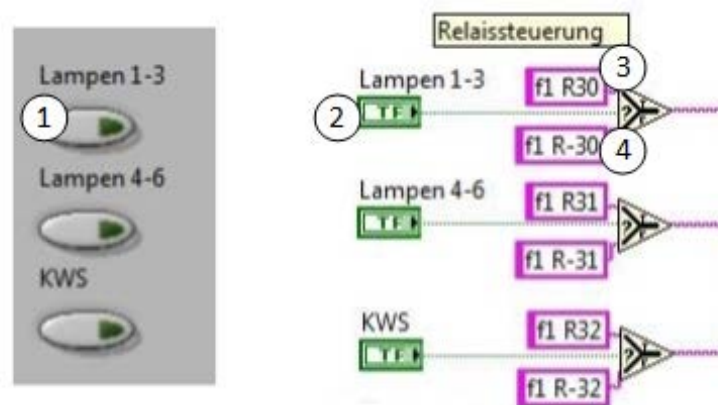 Relaissteuerung
Lampen 1-3
1
Lampen 4-6
KWS
Lampen 1-3
2
TF
f1 R30
3
?
f1 R-30
4
Lampen 4-6
TF
f1 R31
?
f1 R-31
KWS
TF
f1 R32
?
f1 R-32